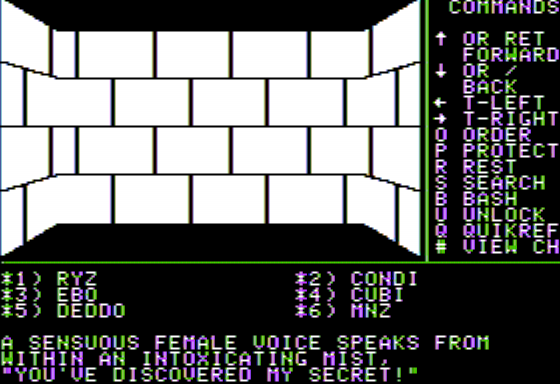 COMMANDS
↑ OR RET
FORWARD
↓ OR /
BACK
← T-LEFT
→ T-RIGHT
O ORDER
P PROTECT
R REST
S SEARCH
B BASH
U UNLOCK
Q QUIKREF
# VIEW CH
*1) RYZ *2) CONDI
*3) EBO *4) CUBI
*5) DEDDO *6) MNZ
A SENSUOUS FEMALE VOICE SPEAKS FROM
WITHIN AN INTOXICATING MIST,
"YOU'VE DISCOVERED MY SECRET!"